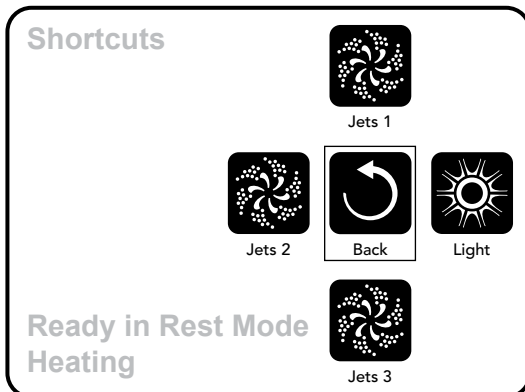 Shortcuts
Jets 1
Jets 2 Back Light
Ready in Rest Mode
Heating
Jets 3